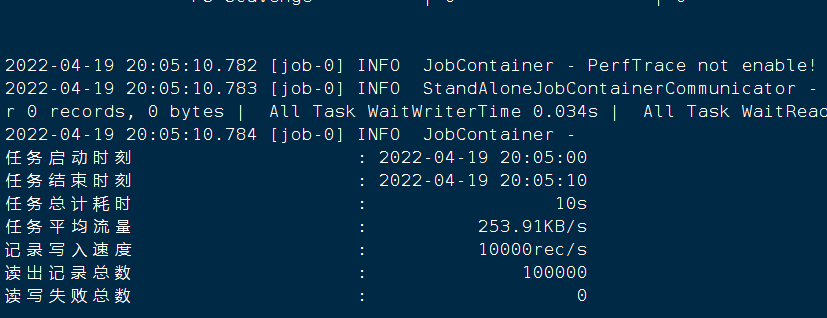 2022-04-19 20:05:10.782 [job-0] INFO  JobContainer - PerfTrace not enable!
2022-04-19 20:05:10.783 [job-0] INFO  StandAloneJobContainerCommunicator -
r 0 records, 0 bytes |  All Task WaitWriterTime 0.034s |  All Task WaitRead
2022-04-19 20:05:10.784 [job-0] INFO  JobContainer -
任务启动时刻                    : 2022-04-19 20:05:00
任务结束时刻                    : 2022-04-19 20:05:10
任务总计耗时                    :                 10s
任务平均流量                    :          253.91KB/s
记录写入速度                    :          10000rec/s
读出记录总数                    :              100000
读写失败总数                    :                   0